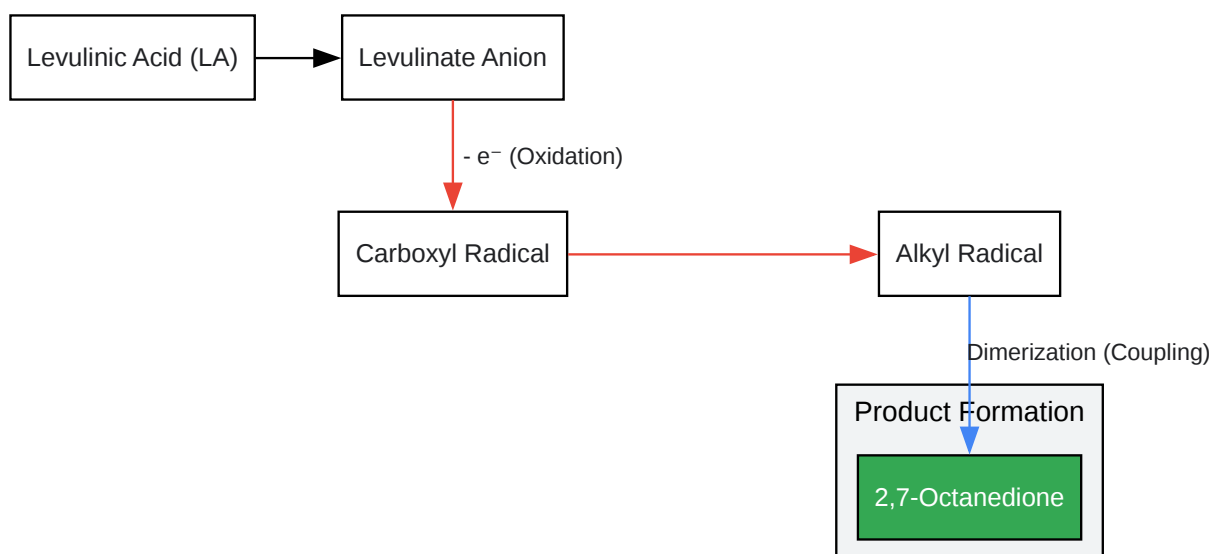 Levulinic Acid (LA)
Levulinate Anion
- e⁻ (Oxidation)
Carboxyl Radical
Alkyl Radical
Dimerization (Coupling)
Product Formation
2,7-Octanedione